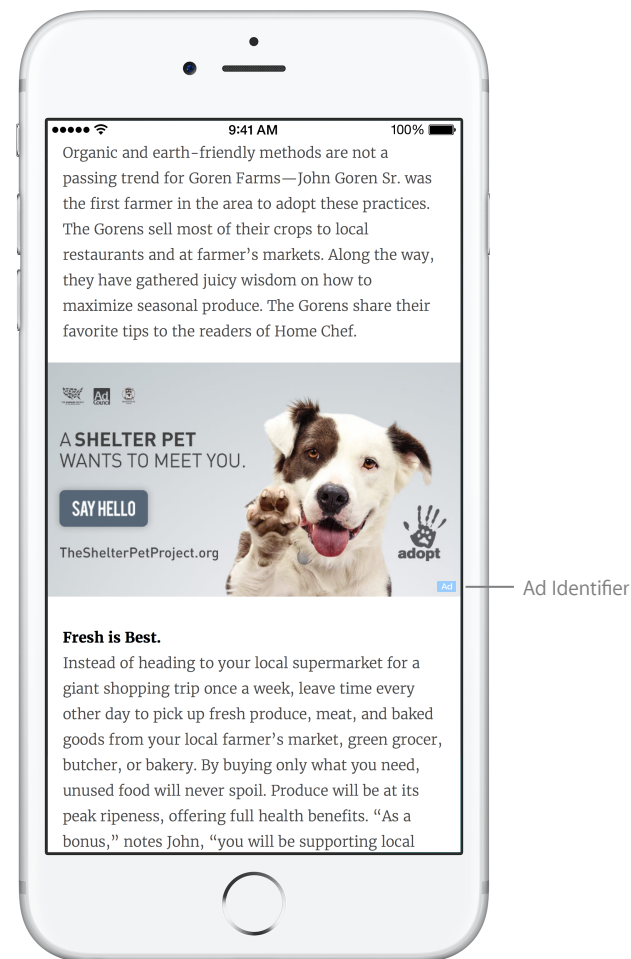 9:41 AM
100%
Organic and earth-friendly methods are not a
passing trend for Goren Farms—John Goren Sr. was
the first farmer in the area to adopt these practices.
The Gorens sell most of their crops to local
restaurants and at farmer’s markets. Along the way,
they have gathered juicy wisdom on how to
maximize seasonal produce. The Gorens share their
favorite tips to the readers of Home Chef.
Ad
Council
A SHELTER PET
WANTS TO MEET YOU.
SAY HELLO
TheShelterPetProject.org
adopt
Ad
Ad Identifier
Fresh is Best.
Instead of heading to your local supermarket for a
giant shopping trip once a week, leave time every
other day to pick up fresh produce, meat, and baked
goods from your local farmer’s market, green grocer,
butcher, or bakery. By buying only what you need,
unused food will never spoil. Produce will be at its
peak ripeness, offering full health benefits. “As a
bonus,” notes John, “you will be supporting local